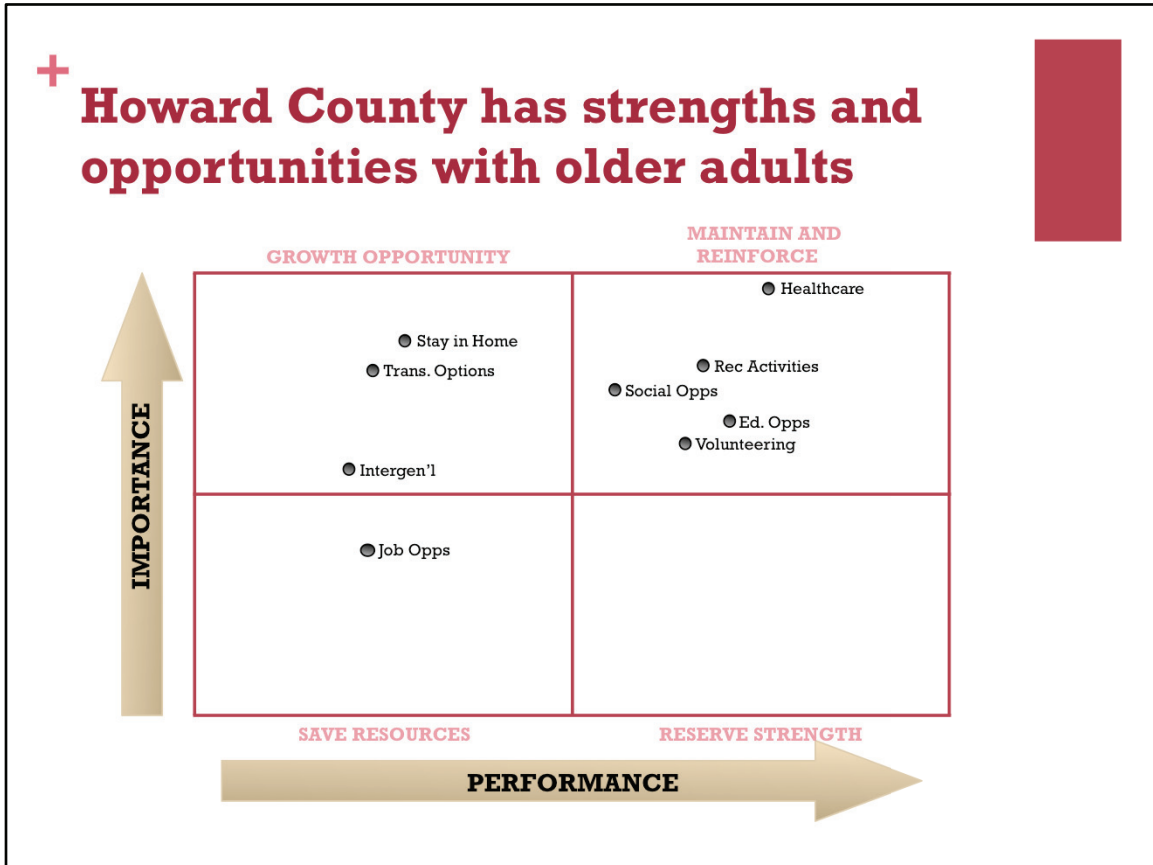 +
Howard County has strengths and
opportunities with older adults
GROWTH OPPORTUNITY
MAINTAIN AND
REINFORCE
Healthcare
Stay in Home
Rec Activities
Trans. Options
Social Opps
Ed. Opps
Volunteering
Intergen'l
Job Opps
IMPORTANCE
SAVE RESOURCES
RESERVE STRENGTH
PERFORMANCE